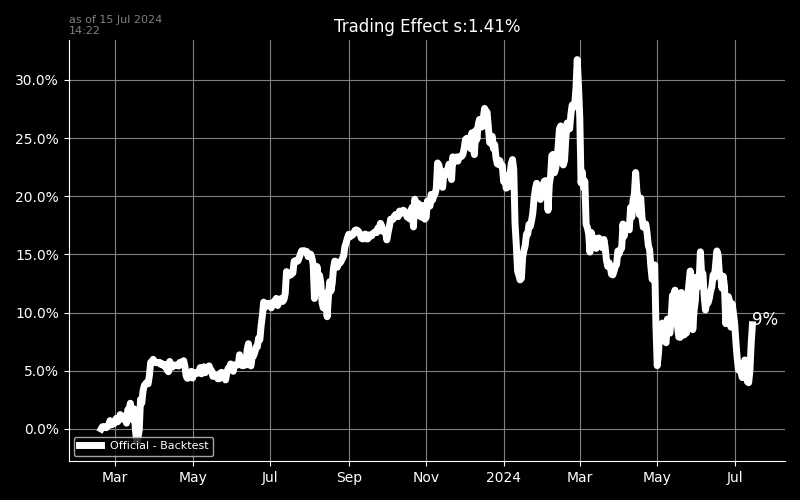 as of 15 Jul 2024
14:22
Trading Effect s:1.41%
30.0%
25.0%
20.0%
15.0%
10.0%
5.0%
0.0%
9%
Official - Backtest
Mar May Jul Sep Nov 2024 Mar May Jul